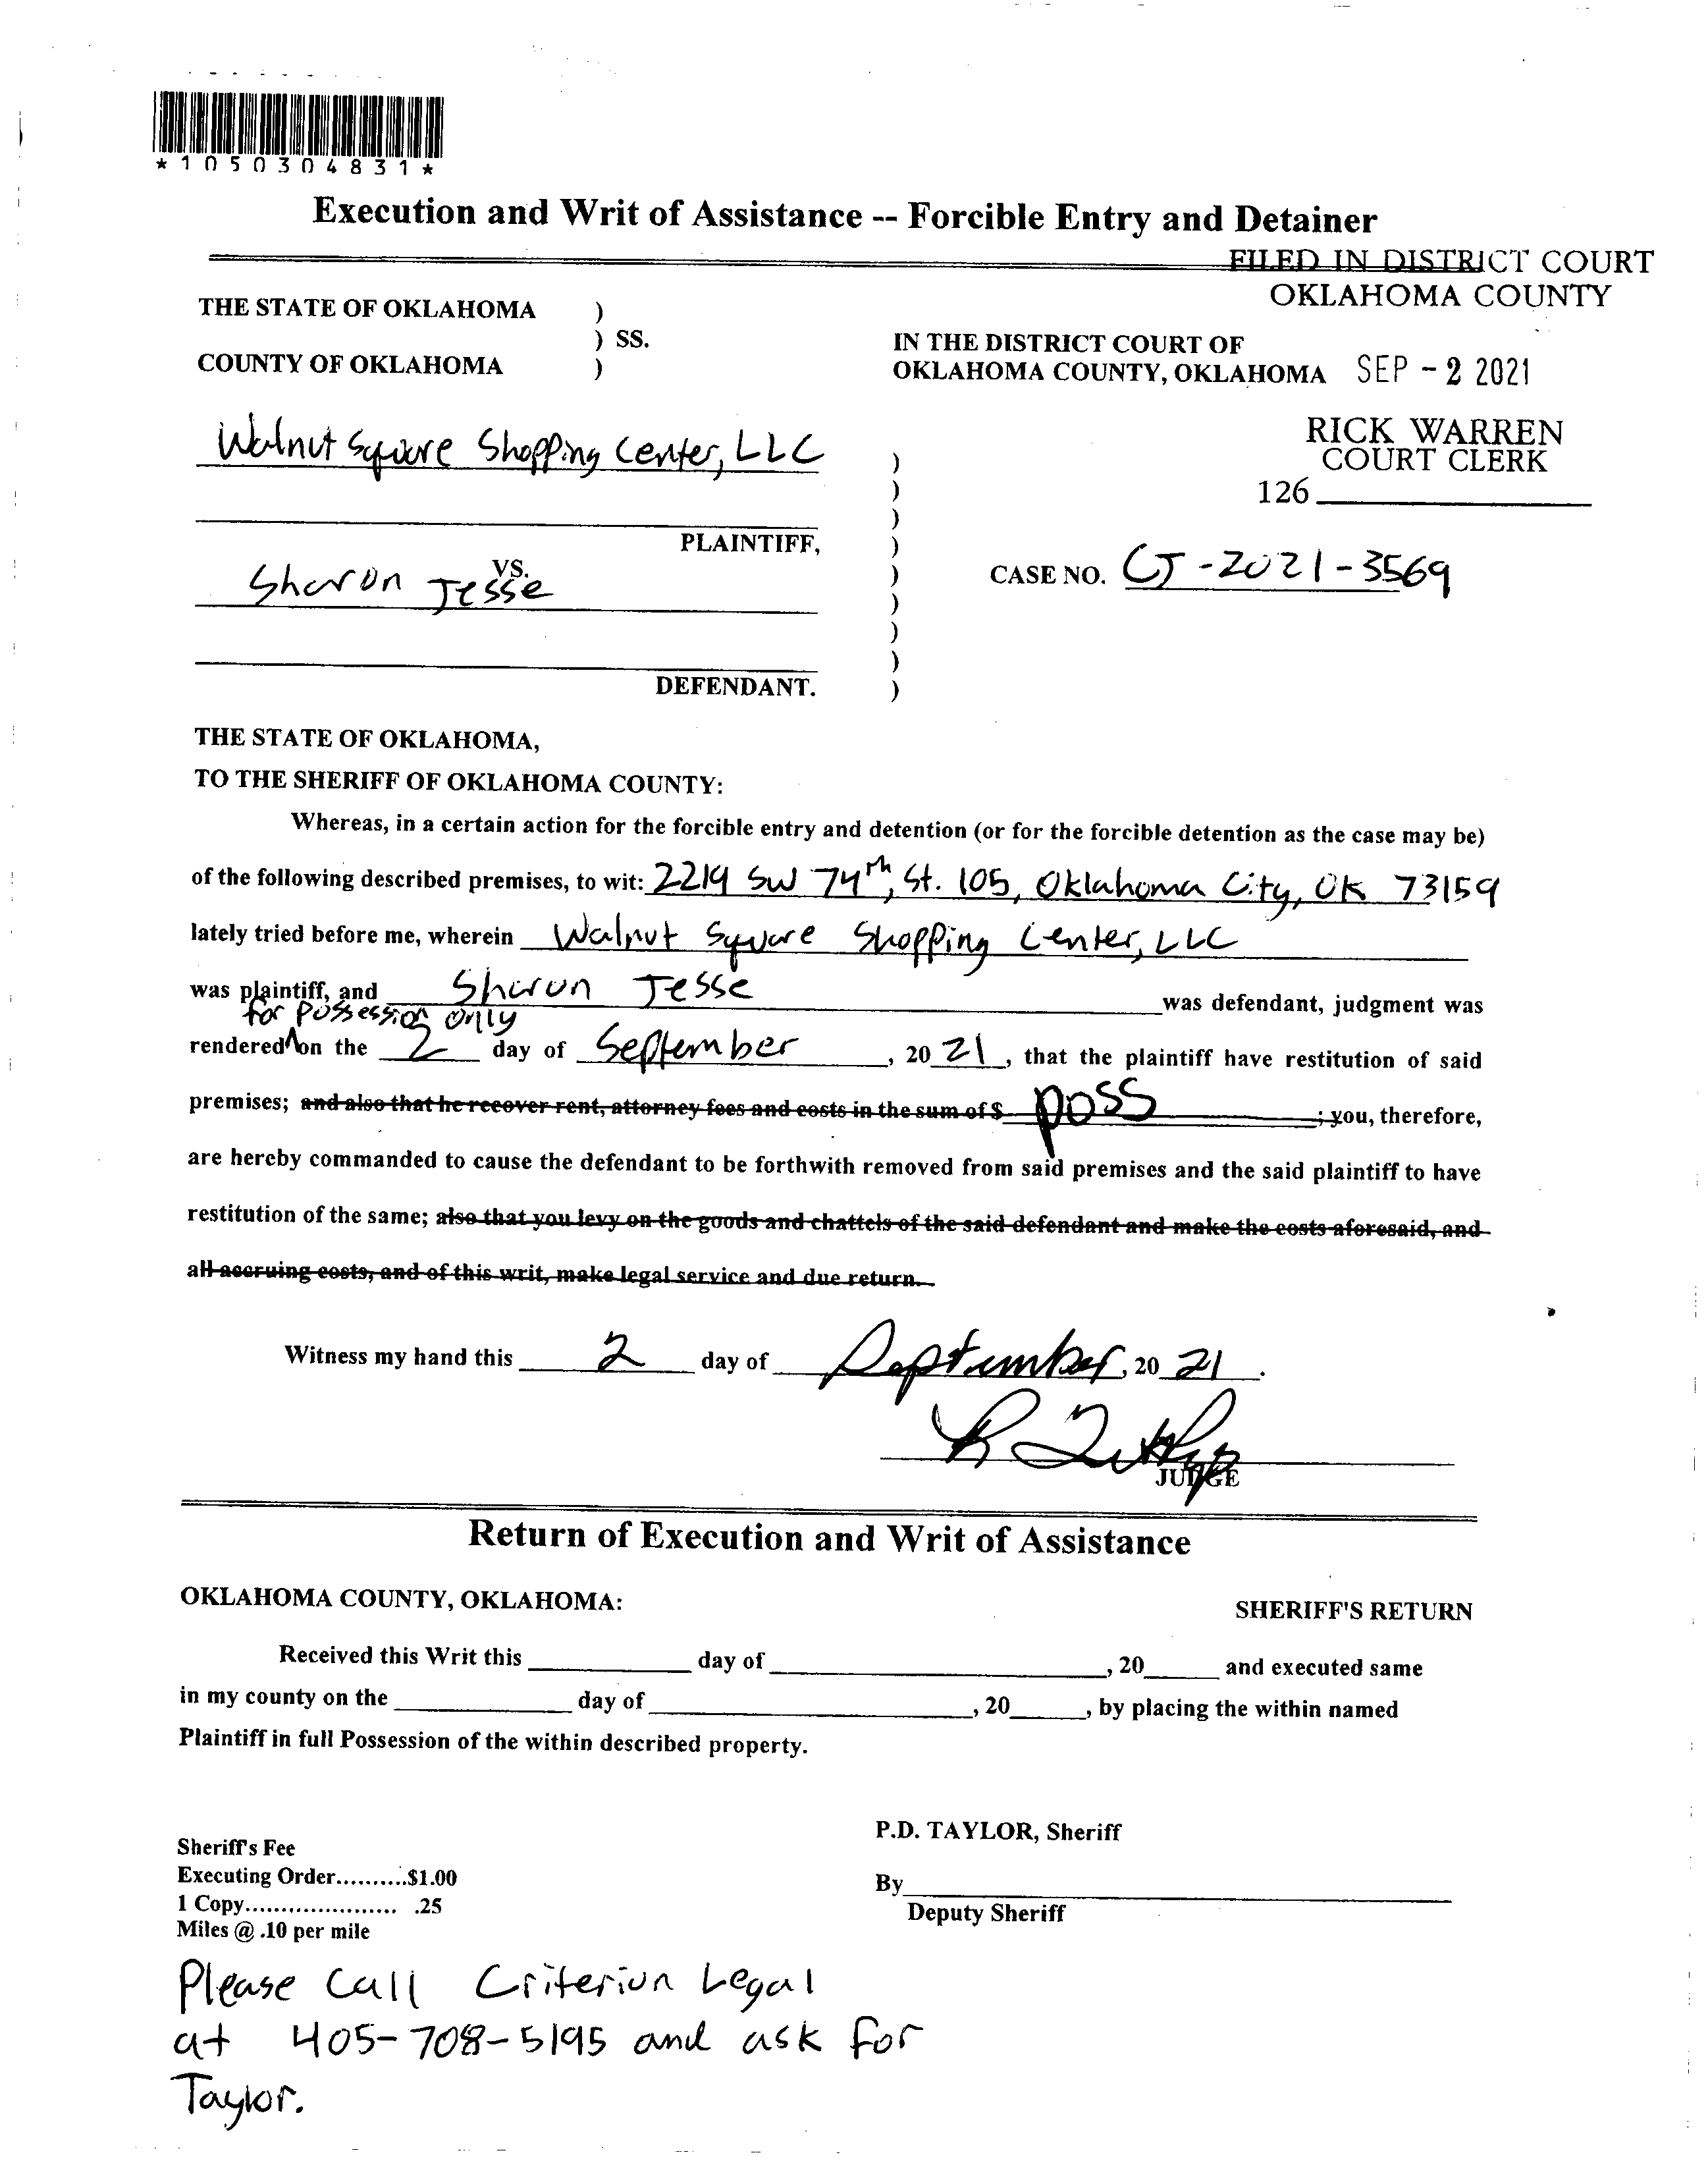 *1050304831*
Execution and Writ of Assistance -- Forcible Entry and Detainer
FILED IN DISTRICT COURT
OKLAHOMA COUNTY
THE STATE OF OKLAHOMA )
) SS.
COUNTY OF OKLAHOMA )
IN THE DISTRICT COURT OF
OKLAHOMA COUNTY, OKLAHOMA SEP - 2 2021
RICK WARREN
COURT CLERK
126
Walnut Square Shopping Center, LLC )
)
)
PLAINTIFF, )
VS. )
Sharon Jesse )
)
)
DEFENDANT. )
CASE NO. CJ-2021-3569
THE STATE OF OKLAHOMA,
TO THE SHERIFF OF OKLAHOMA COUNTY:
Whereas, in a certain action for the forcible entry and detention (or for the forcible detention as the case may be)
of the following described premises, to wit: 2219 SW 74th, St. 105, Oklahoma City, OK 73159
lately tried before me, wherein Walnut Square Shopping Center, LLC
was plaintiff, and Sharon Jesse was defendant, judgment was
for possession only
rendered on the 2 day of September, 2021, that the plaintiff have restitution of said
premises; and also that he recover rent, attorney fees and costs in the sum of $ poss ; you, therefore,
are hereby commanded to cause the defendant to be forthwith removed from said premises and the said plaintiff to have
restitution of the same; also that you levy on the goods and chattels of the said defendant and make the costs aforesaid, and
all accruing costs, and of this writ, make legal service and due return.
Witness my hand this 2 day of September, 2021.
JUDGE
Return of Execution and Writ of Assistance
OKLAHOMA COUNTY, OKLAHOMA:
SHERIFF'S RETURN
Received this Writ this ____ day of ____, 20____ and executed same
in my county on the ____ day of ____, 20____, by placing the within named
Plaintiff in full Possession of the within described property.
P.D. TAYLOR, Sheriff
Sheriff's Fee
Executing Order..........$1.00
1 Copy..................... .25
Miles @ .10 per mile
By
Deputy Sheriff
Please call Criterion Legal
at 405-708-5195 and ask for
Taylor.